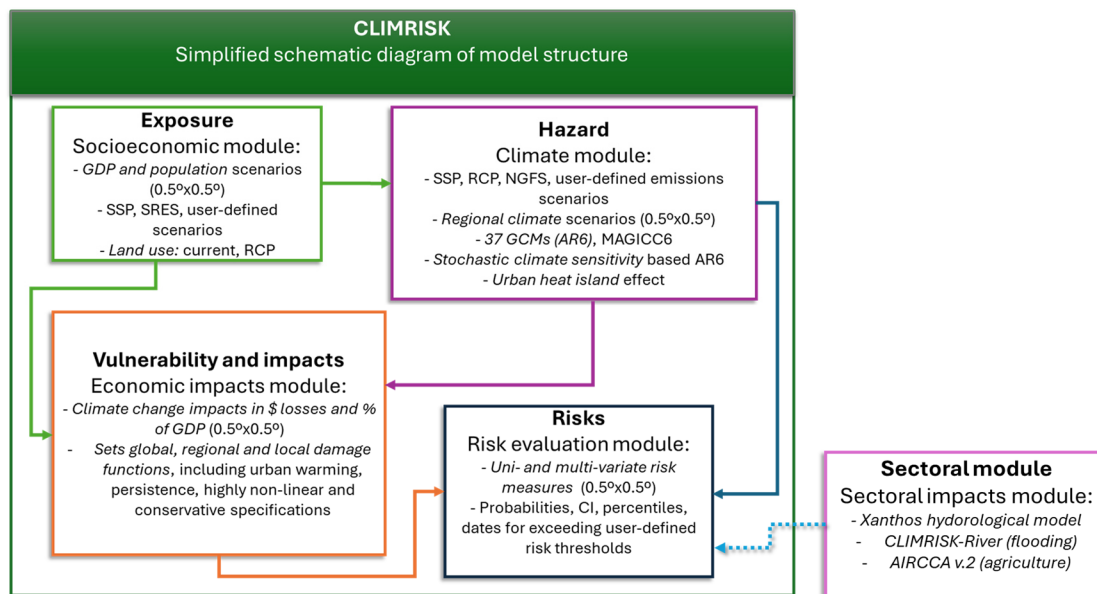 CLIMRISK
Simplified schematic diagram of model structure
Exposure
Socioeconomic module:
- GDP and population scenarios
(0.5ºx0.5º)
- SSP, SRES, user-defined
scenarios
- Land use: current, RCP
Hazard
Climate module:
- SSP, RCP, NGFS, user-defined emissions
scenarios
- Regional climate scenarios (0.5ºx0.5º)
- 37 GCMs (AR6), MAGICC6
- Stochastic climate sensitivity based AR6
- Urban heat island effect
Vulnerability and impacts
Economic impacts module:
- Climate change impacts in $ losses and %
of GDP (0.5ºx0.5º)
- Sets global, regional and local damage
functions, including urban warming,
persistence, highly non-linear and
conservative specifications
Risks
Risk evaluation module:
- Uni- and multi-variate risk
measures (0.5ºx0.5º)
- Probabilities, CI, percentiles,
dates for exceeding user-defined
risk thresholds
Sectoral module
Sectoral impacts module:
- Xanthos hydorological model
- CLIMRISK-River (flooding)
- AIRCCA v.2 (agriculture)